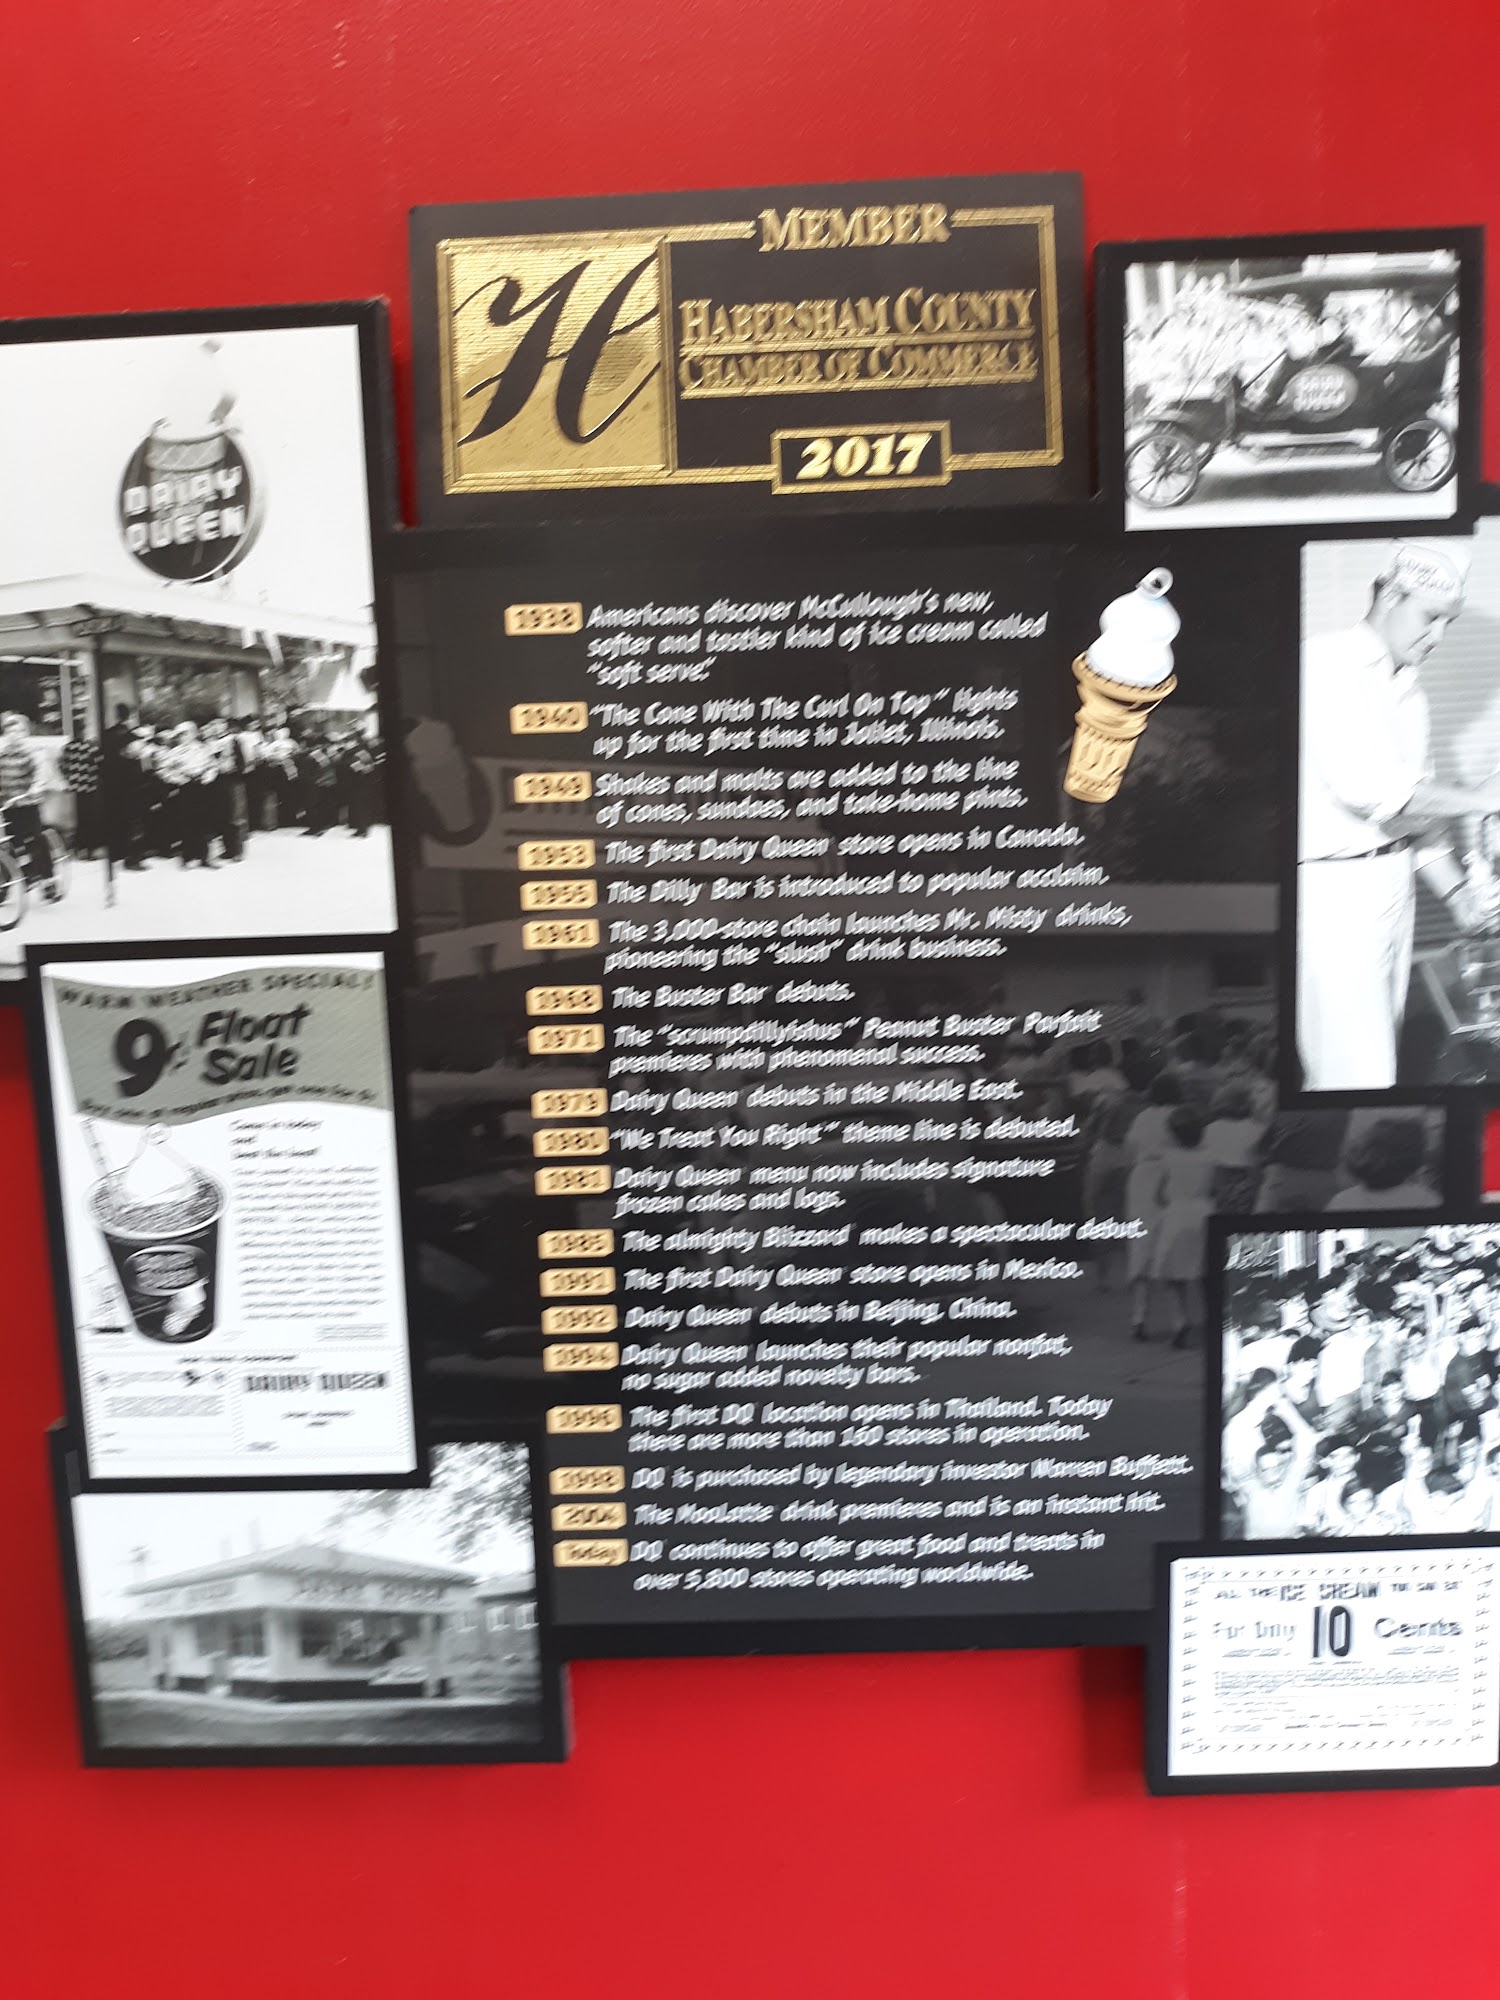 MEMBER
H
HABERSHAM COUNTY
CHAMBER OF COMMERCE
2017
DAIRY
QUEEN
1938 Americans discover McCullough's new,
softer and tastier kind of ice cream called
"soft serve".
1940 "The Cone With The Curl On Top" lights
up for the first time in Joliet, Illinois.
1949 Shakes and malts are added to the line
of cones, sundaes, and take-home pints.
1953 The first Dairy Queen store opens in Canada.
1955 The Dilly Bar is introduced to popular acclaim.
1961 The 3,000-store chain launches Mr. Misty drinks,
pioneering the "slush" drink business.
1968 The Buster Bar debuts.
1971 The "scrumpdillyishus" Peanut Buster Parfait
premieres with phenomenal success.
1979 Dairy Queen debuts in the Middle East.
1980 "We Treat You Right" theme line is debuted.
1981 Dairy Queen menu now includes signature
frozen cakes and logs.
1985 The almighty Blizzard makes a spectacular debut.
1991 The first Dairy Queen store opens in Mexico.
1992 Dairy Queen debuts in Beijing, China.
1994 Dairy Queen launches their popular nonfat,
no sugar added novelty bars.
1996 The first DQ location opens in Thailand. Today
there are more than 160 stores in operation.
1998 DQ is purchased by legendary investor Warren Buffett.
2004 The MooLatte drink premieres and is an instant hit.
Today DQ continues to offer great food and treats in
over 5,800 stores operating worldwide.
WARM WEATHER SPECIAL!
9¢ Float
Sale
DAIRY QUEEN
ICE CREAM
For Only 10 Cents